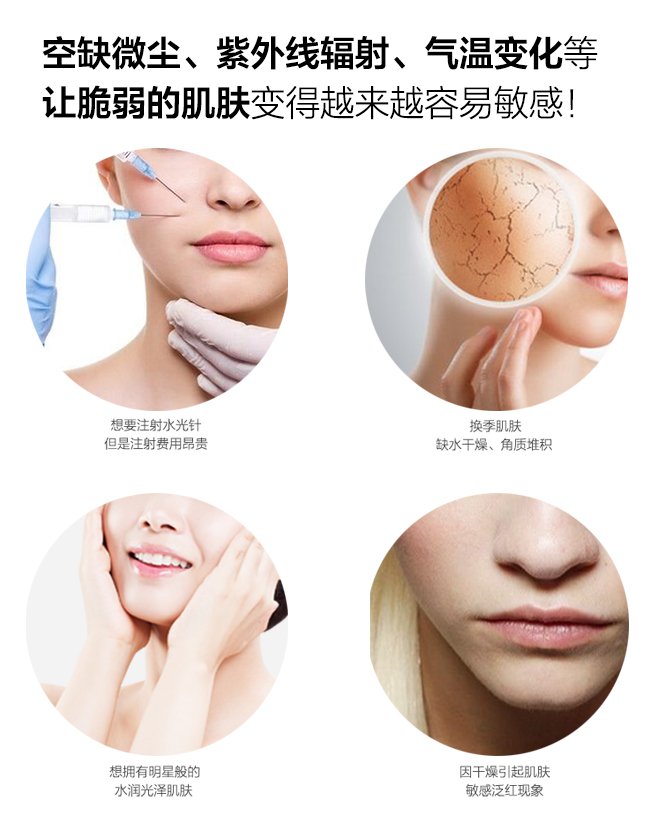 空缺微尘、紫外线辐射、气温变化等
让脆弱的肌肤变得越来越容易敏感！
想要注射水光针
但是注射费用昂贵
换季肌肤
缺水干燥、角质堆积
想拥有明星般的
水润光泽肌肤
因干燥引起肌肤
敏感泛红现象